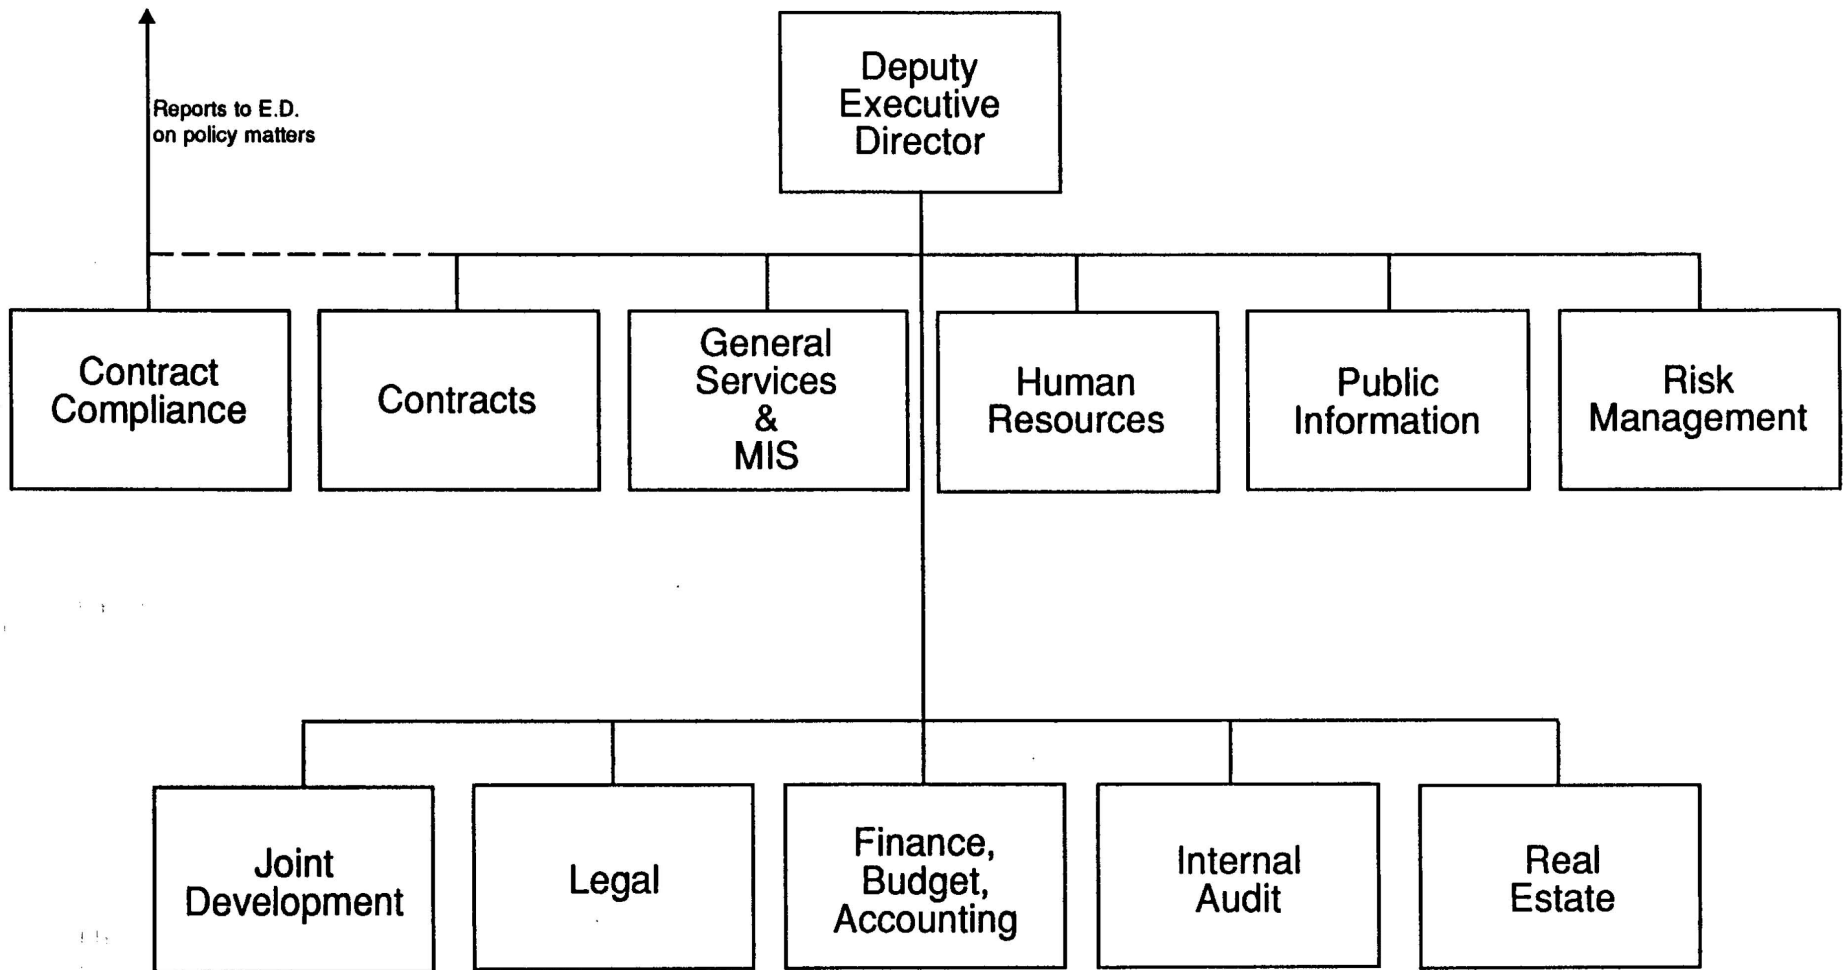 Deputy
Executive
Director
Reports to E.D.
on policy matters
Contract
Compliance
Contracts
General
Services
&
MIS
Human
Resources
Public
Information
Risk
Management
Joint
Development
Legal
Finance,
Budget,
Accounting
Internal
Audit
Real
Estate